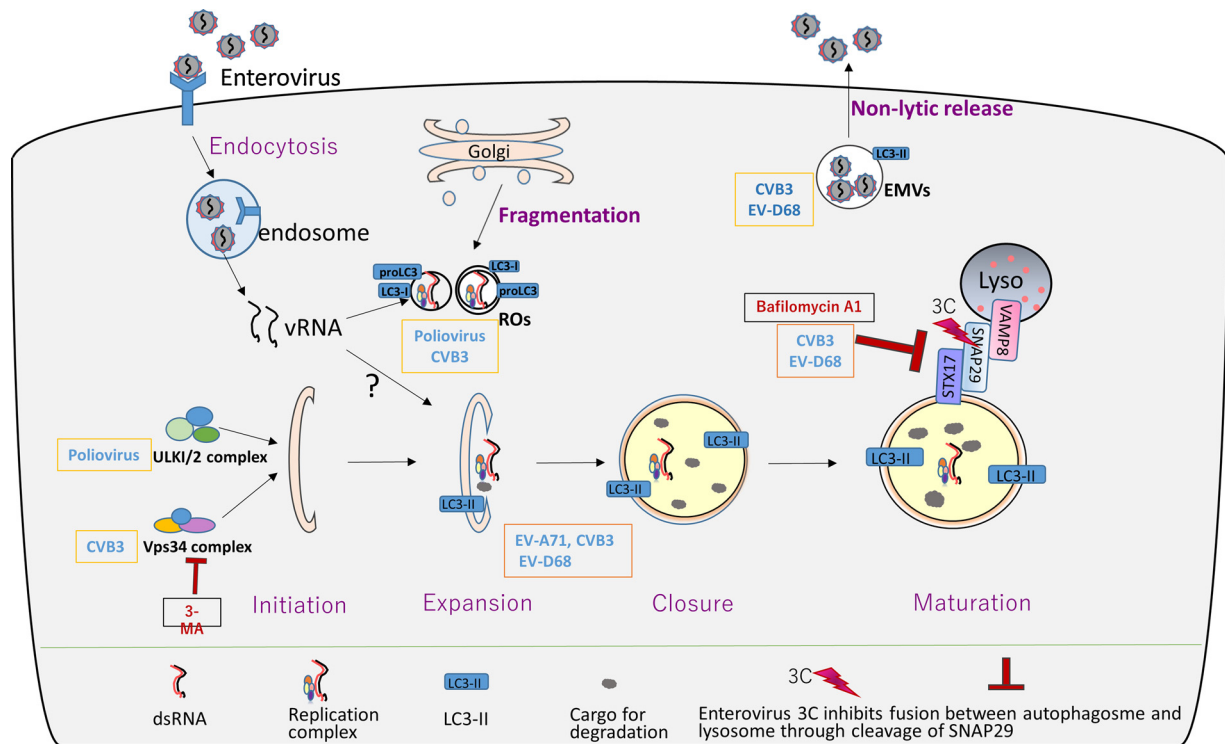 Enterovirus
Endocytosis
endosome
vRNA
Golgi
Fragmentation
proLC3
LC3-I
LC3-I
proLC3
ROs
Poliovirus
CVB3
?
Non-lytic release
LC3-II
EMVs
CVB3
EV-D68
Lyso
Bafilomycin A1
3C
VAMP8
SNAP29
STX17
CVB3
EV-D68
Poliovirus
ULKI/2 complex
CVB3
Vps34 complex
3-
MA
LC3-II
EV-A71, CVB3
EV-D68
LC3-II
LC3-II
LC3-II
LC3-II
Initiation
Expansion
Closure
Maturation
dsRNA
Replication
complex
LC3-II
LC3-II
Cargo for
degradation
3C
Enterovirus 3C inhibits fusion between autophagosme and
lysosome through cleavage of SNAP29